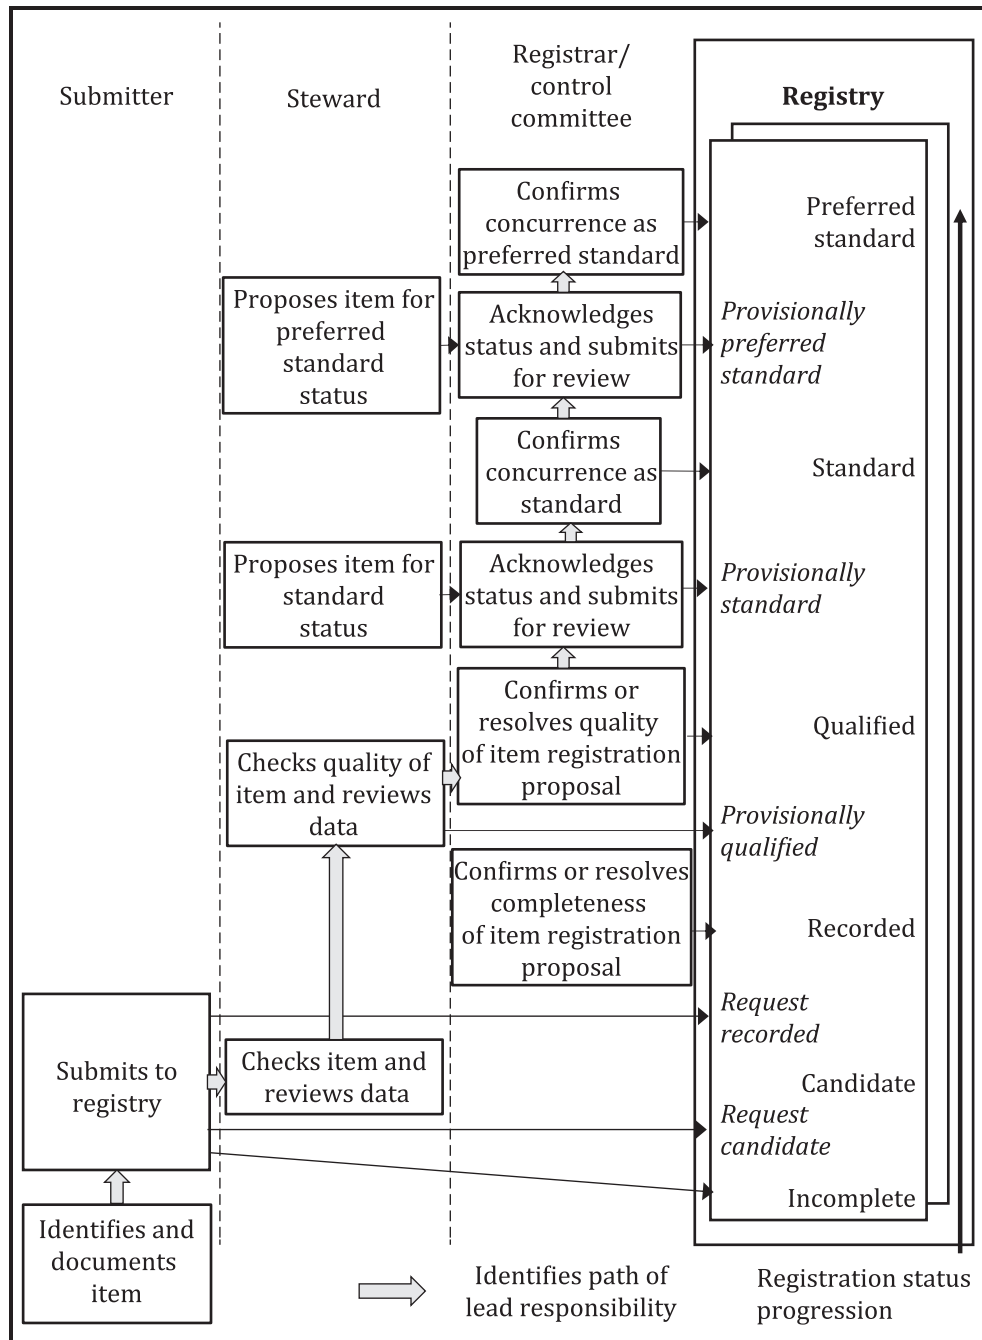 Submitter
Steward
Registrar/
control
committee
Registry
Confirms
concurrence as
preferred standard
Preferred
standard
Proposes item for
preferred
standard
status
Acknowledges
status and submits
for review
Provisionally
preferred
standard
Confirms
concurrence as
standard
Standard
Proposes item for
standard
status
Acknowledges
status and submits
for review
Provisionally
standard
Confirms or
resolves quality
of item registration
proposal
Qualified
Checks quality of
item and reviews
data
Provisionally
qualified
Confirms or resolves
completeness
of item registration
proposal
Recorded
Request
recorded
Submits to
registry
Checks item and
reviews data
Candidate
Request
candidate
Incomplete
Identifies and
documents
item
Identifies path of
lead responsibility
Registration status
progression